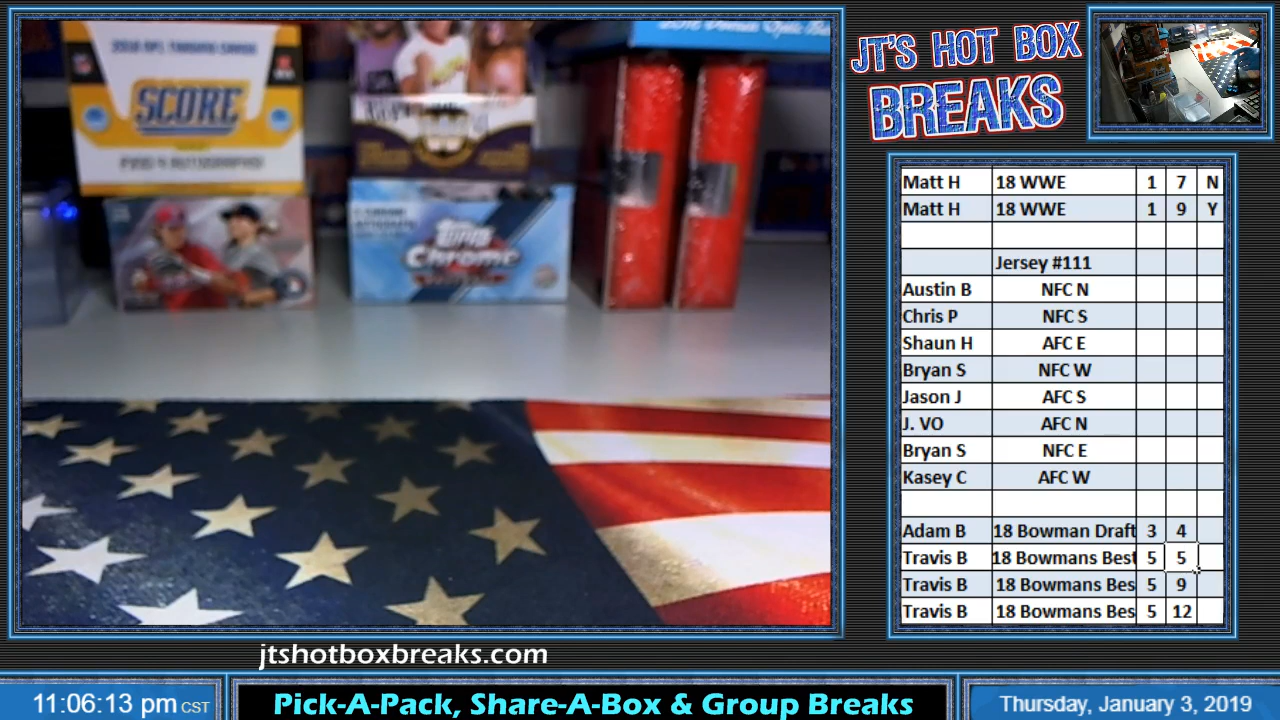 2018 NFL TRADING CARDS
SCORE
Topps
Chrome
JT'S HOT BOX
BREAKS
Matt H 18 WWE 1 7 N
Matt H 18 WWE 1 9 Y
Jersey #111
Austin B NFC N
Chris P NFC S
Shaun H AFC E
Bryan S NFC W
Jason J AFC S
J. VO AFC N
Bryan S NFC E
Kasey C AFC W
Adam B 18 Bowman Draft 3 4
Travis B 18 Bowmans Best 5 5
Travis B 18 Bowmans Bes 5 9
Travis B 18 Bowmans Bes 5 12
jtshotboxbreaks.com
11:06:13 pm CST
Pick-A-Pack, Share-A-Box & Group Breaks
Thursday, January 3, 2019